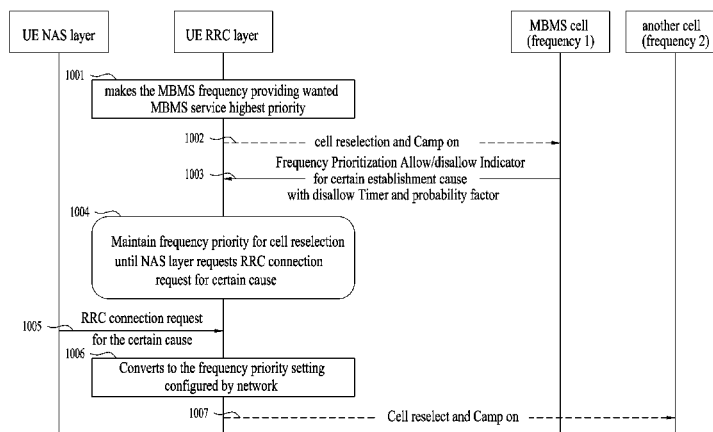 UE NAS layer
UE RRC layer
MBMS cell
(frequency 1)
another cell
(frequency 2)
1001
makes the MBMS frequency providing wanted
MBMS service highest priority
1002
cell reselection and Camp on
1003
Frequency Prioritization Allow/disallow Indicator
for certain establishment cause
with disallow Timer and probability factor
1004
Maintain frequency priority for cell reselection
until NAS layer requests RRC connection
request for certain cause
1005
RRC connection request
for the certain cause
1006
Converts to the frequency priority setting
configured by network
1007
Cell reselect and Camp on